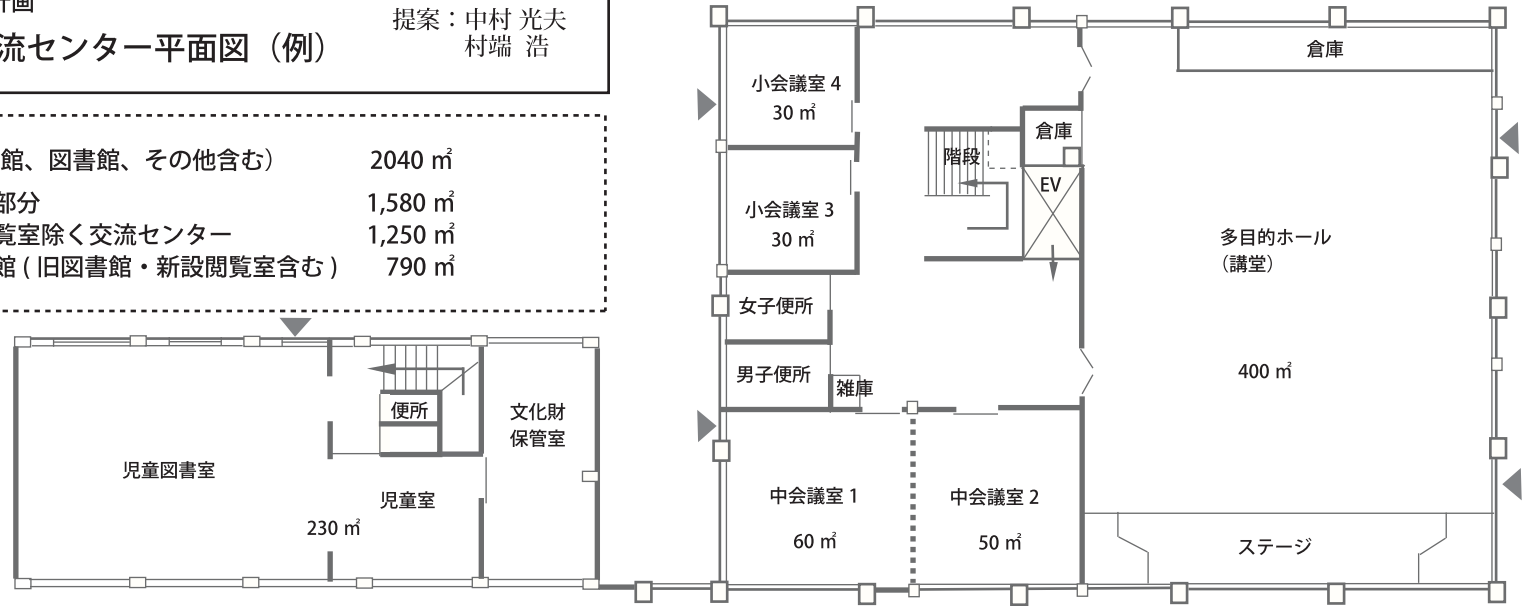 計画
提案：中村 光夫
村端 浩
流センター平面図（例）
館、図書館、その他含む） 2040 ㎡
部分 1,580 ㎡
覧室除く交流センター 1,250 ㎡
館 ( 旧図書館・新設閲覧室含む ) 790 ㎡
倉庫
小会議室 4
30 ㎡
倉庫
階段
EV
小会議室 3
30 ㎡
多目的ホール
（講堂）
女子便所
男子便所
雑庫
400 ㎡
便所
文化財
保管室
児童図書室
児童室
230 ㎡
中会議室 1
60 ㎡
中会議室 2
50 ㎡
ステージ